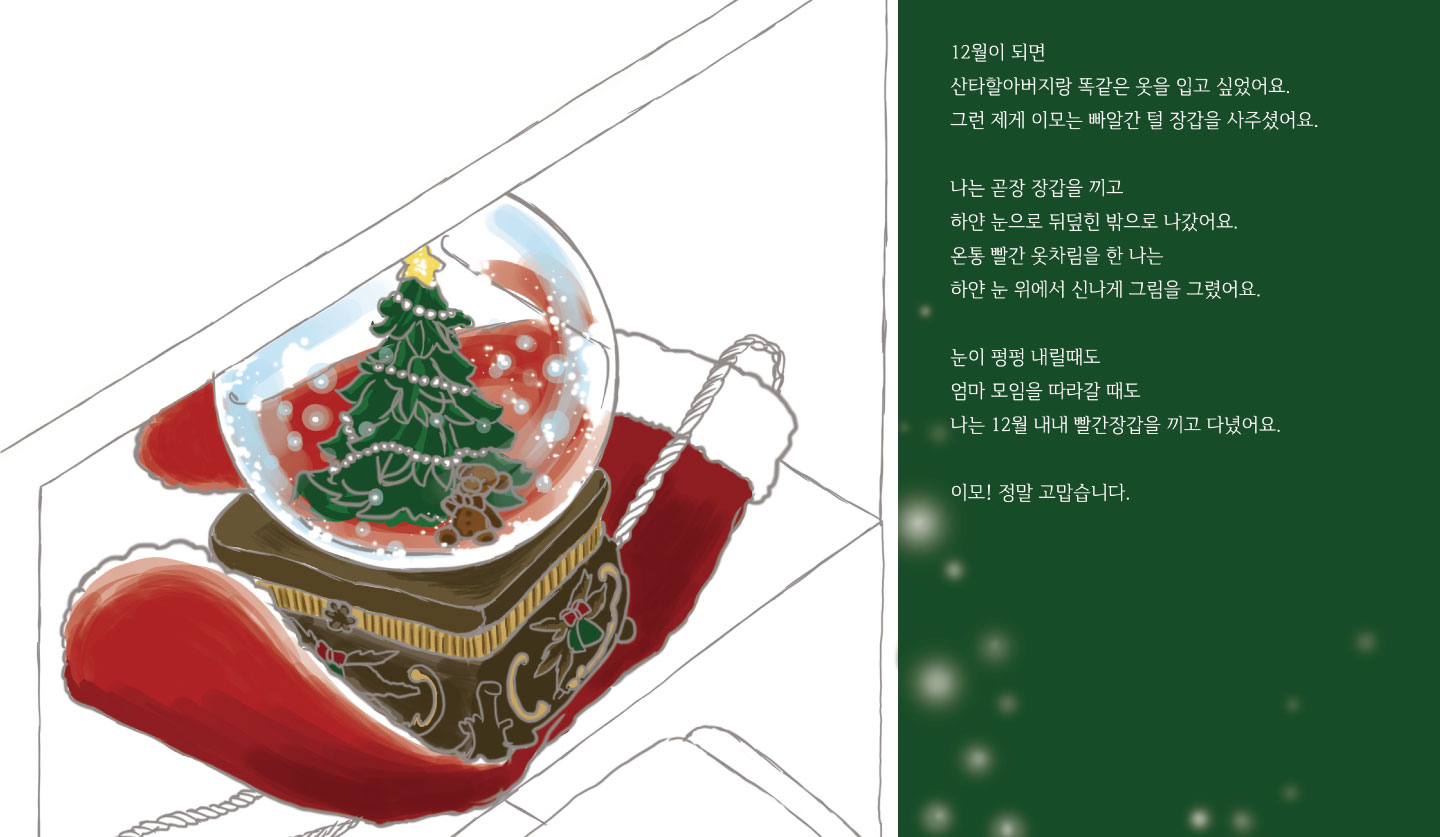 12월이 되면
산타할아버지랑 똑같은 옷을 입고 싶었어요.
그런 제게 이모는 빠알간 털 장갑을 사주셨어요.
나는 곧장 장갑을 끼고
하얀 눈으로 뒤덮힌 밖으로 나갔어요.
온통 빨간 옷차림을 한 나는
하얀 눈 위에서 신나게 그림을 그렸어요.
눈이 펑펑 내릴때도
엄마 모임을 따라갈 때도
나는 12월 내내 빨간장갑을 끼고 다녔어요.
이모! 정말 고맙습니다.